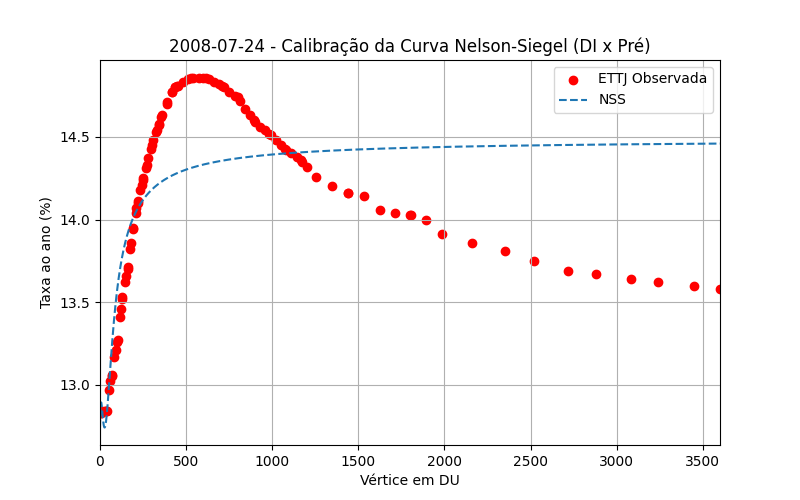 2008-07-24 - Calibração da Curva Nelson-Siegel (DI x Pré)
ETTJ Observada
NSS
Taxa ao ano (%)
14.5
14.0
13.5
13.0
0 500 1000 1500 2000 2500 3000 3500
Vértice em DU